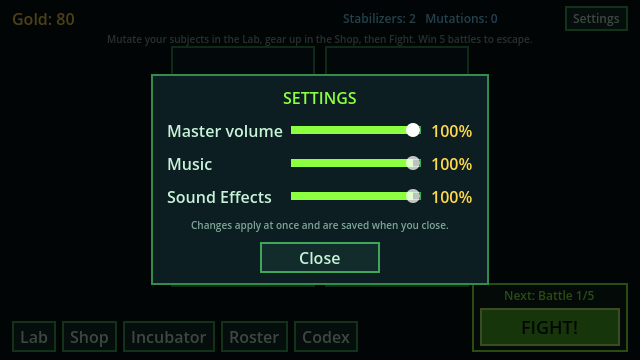 Gold: 80
Stabilizers: 2 Mutations: 0
Settings
Mutate your subjects in the Lab, gear up in the Shop, then Fight. Win 5 battles to escape.
SETTINGS
Master volume 100%
Music 100%
Sound Effects 100%
Changes apply at once and are saved when you close.
Close
Next: Battle 1/5
FIGHT!
Lab Shop Incubator Roster Codex